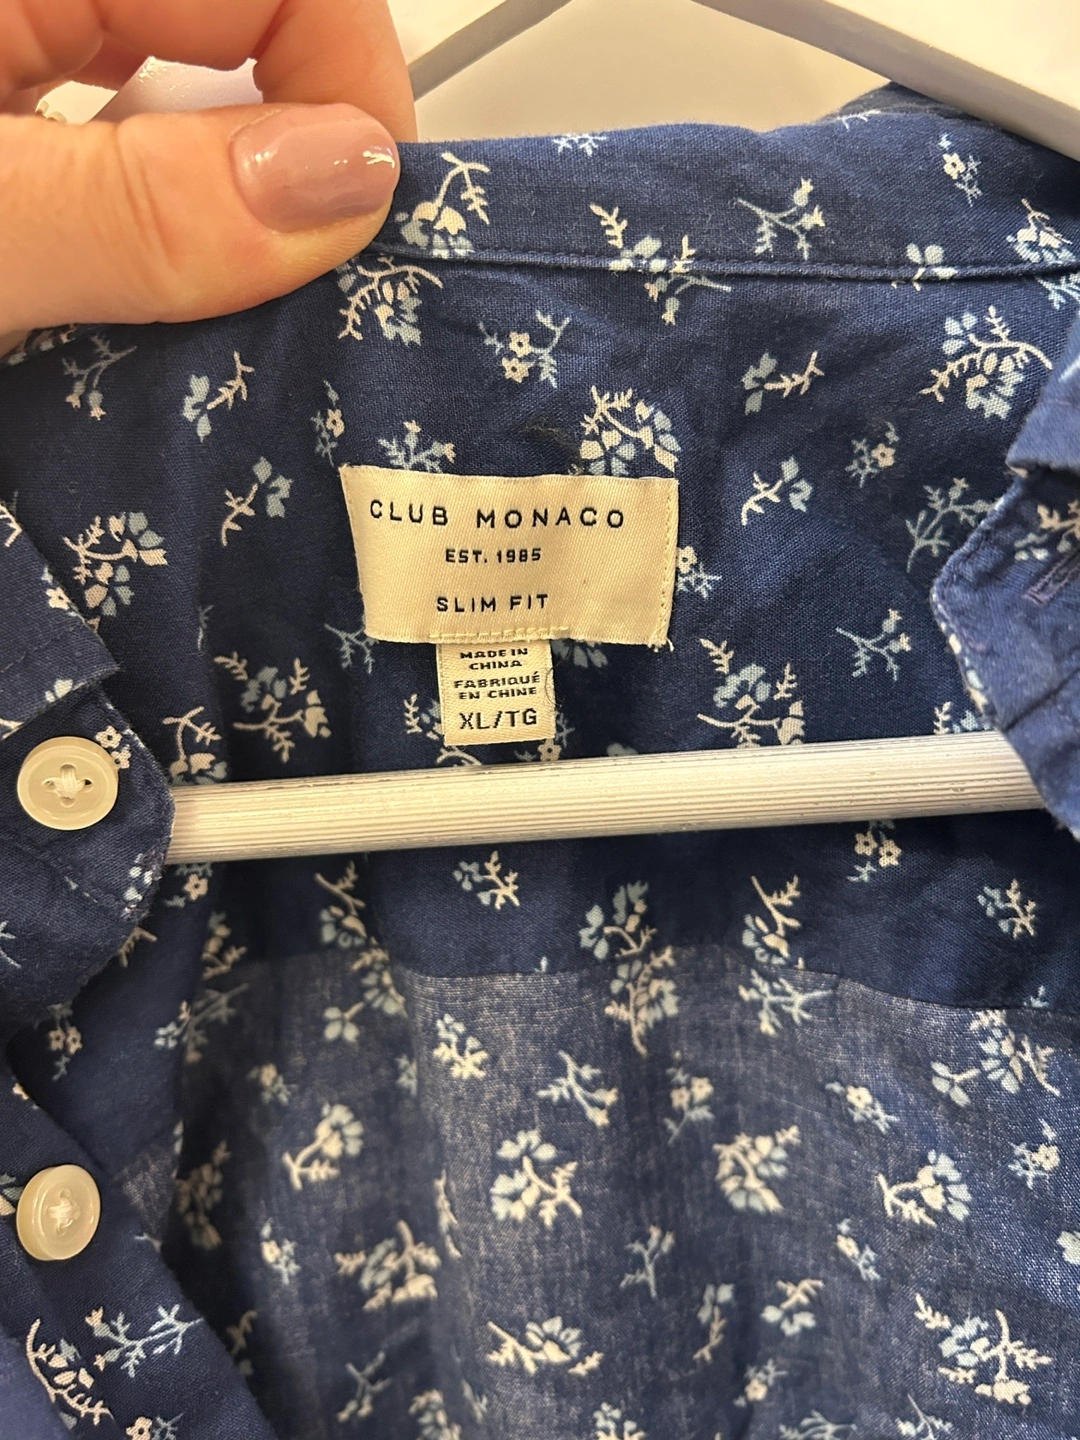 CLUB MONACO
EST. 1985
SLIM FIT
MADE IN
CHINA
FABRIQUÉ
EN CHINE
XL/TG